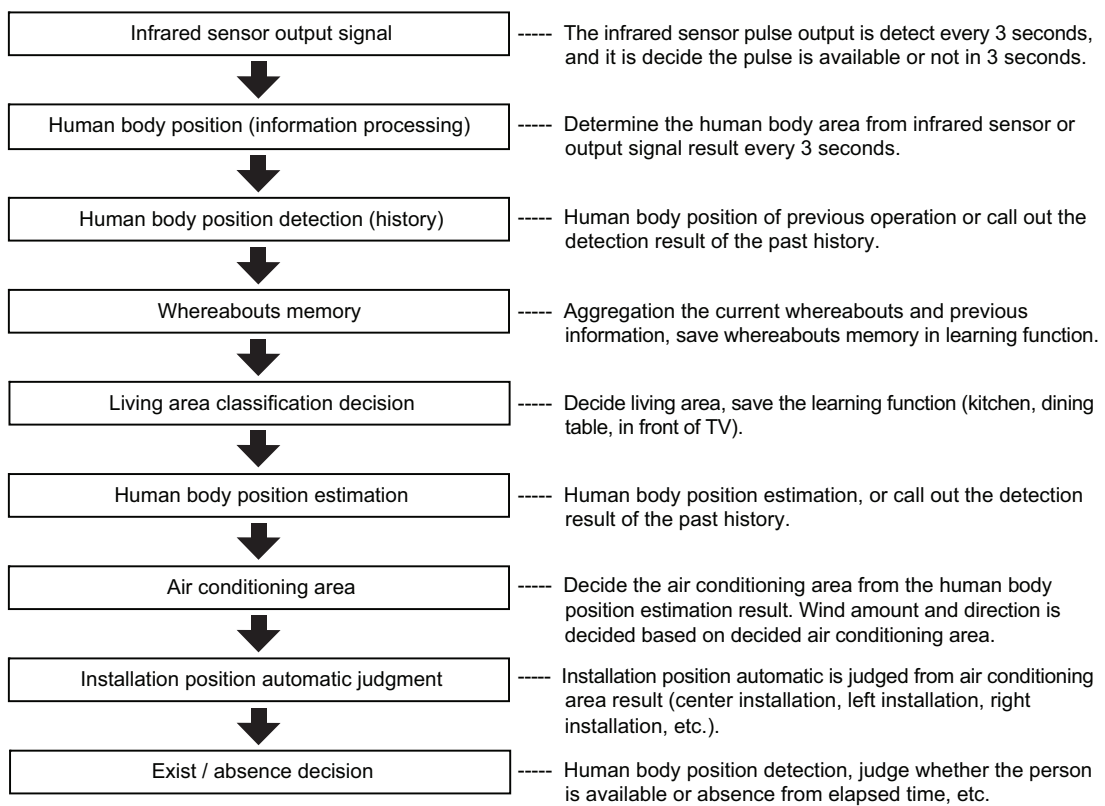 Infrared sensor output signal
----- The infrared sensor pulse output is detect every 3 seconds,
and it is decide the pulse is available or not in 3 seconds.
Human body position (information processing)
----- Determine the human body area from infrared sensor or
output signal result every 3 seconds.
Human body position detection (history)
----- Human body position of previous operation or call out the
detection result of the past history.
Whereabouts memory
----- Aggregation the current whereabouts and previous
information, save whereabouts memory in learning function.
Living area classification decision
----- Decide living area, save the learning function (kitchen, dining
table, in front of TV).
Human body position estimation
----- Human body position estimation, or call out the detection
result of the past history.
Air conditioning area
----- Decide the air conditioning area from the human body
position estimation result. Wind amount and direction is
decided based on decided air conditioning area.
Installation position automatic judgment
----- Installation position automatic is judged from air conditioning
area result (center installation, left installation, right
installation, etc.).
Exist / absence decision
----- Human body position detection, judge whether the person
is available or absence from elapsed time, etc.